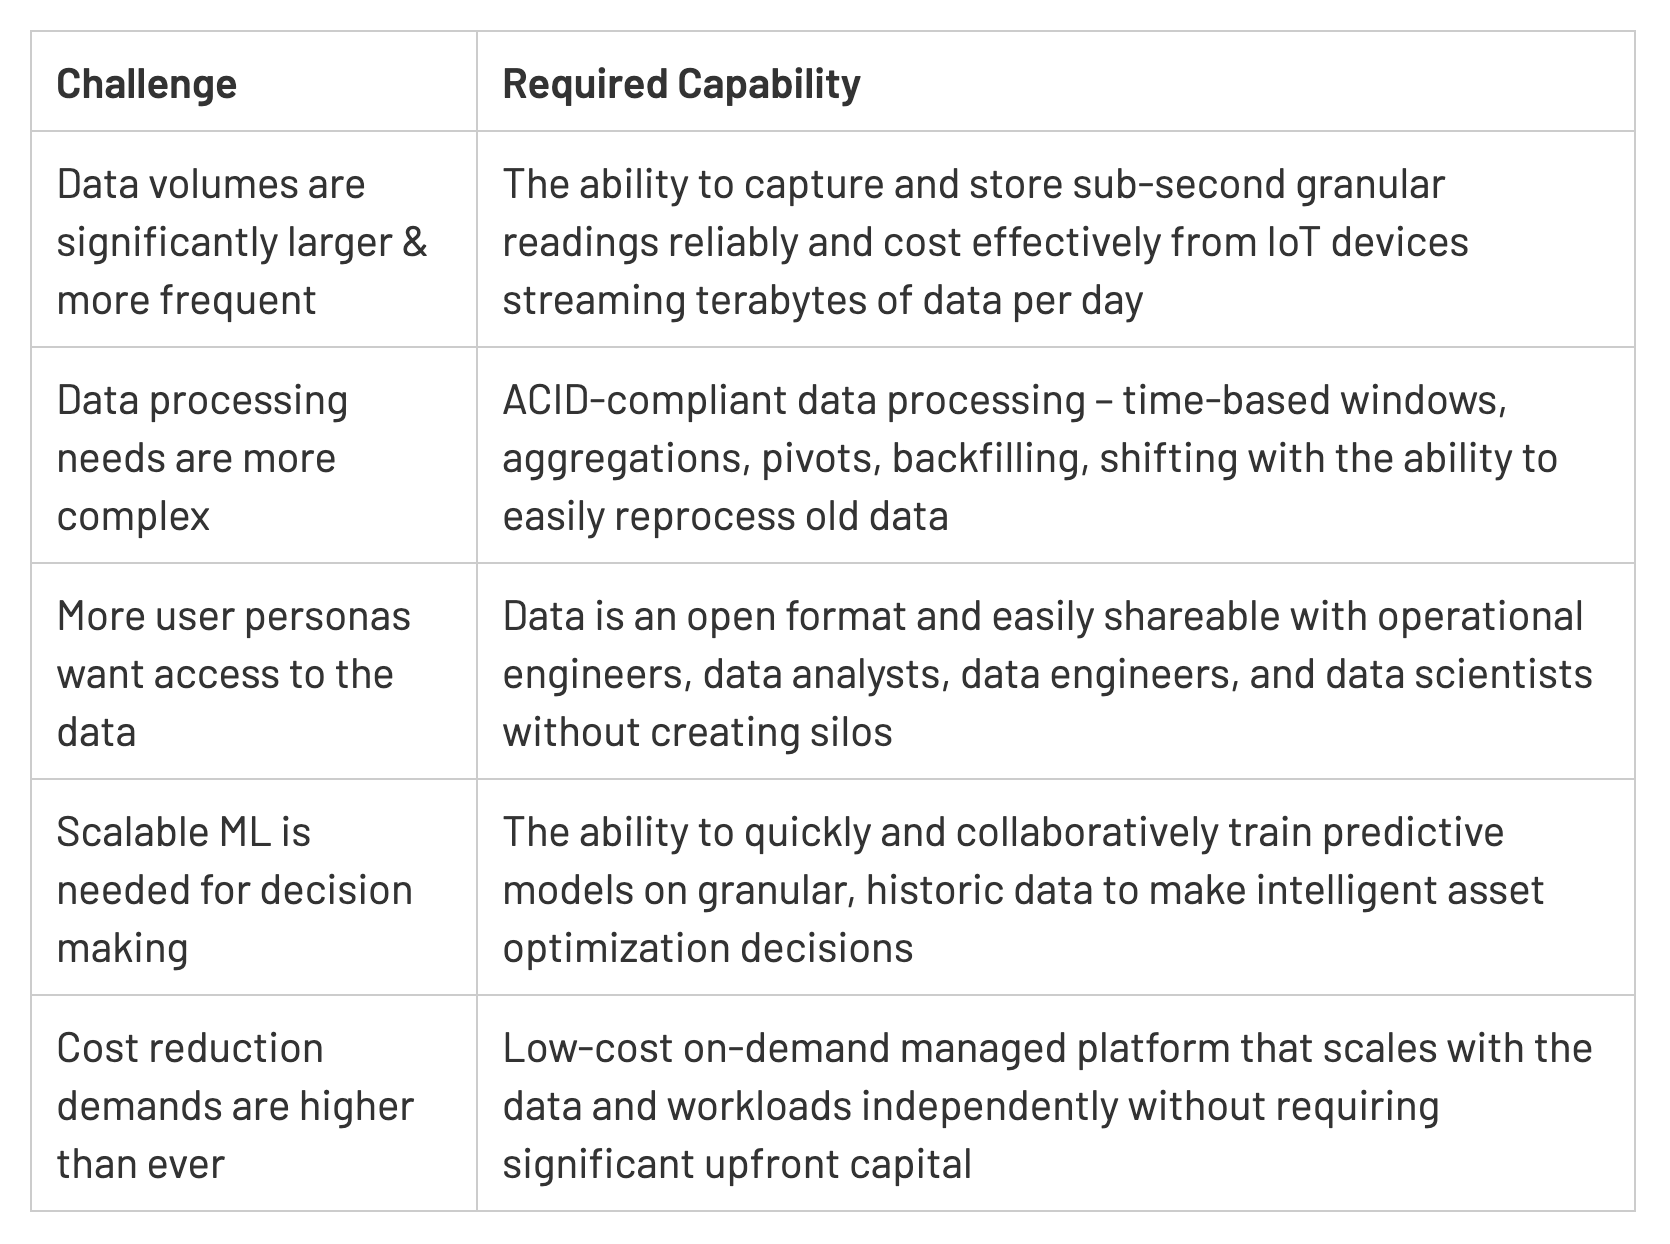 Challenge
Required Capability
Data volumes are
significantly larger &
more frequent
The ability to capture and store sub-second granular
readings reliably and cost effectively from IoT devices
streaming terabytes of data per day
Data processing
needs are more
complex
ACID-compliant data processing – time-based windows,
aggregations, pivots, backfilling, shifting with the ability to
easily reprocess old data
More user personas
want access to the
data
Data is an open format and easily shareable with operational
engineers, data analysts, data engineers, and data scientists
without creating silos
Scalable ML is
needed for decision
making
The ability to quickly and collaboratively train predictive
models on granular, historic data to make intelligent asset
optimization decisions
Cost reduction
demands are higher
than ever
Low-cost on-demand managed platform that scales with the
data and workloads independently without requiring
significant upfront capital